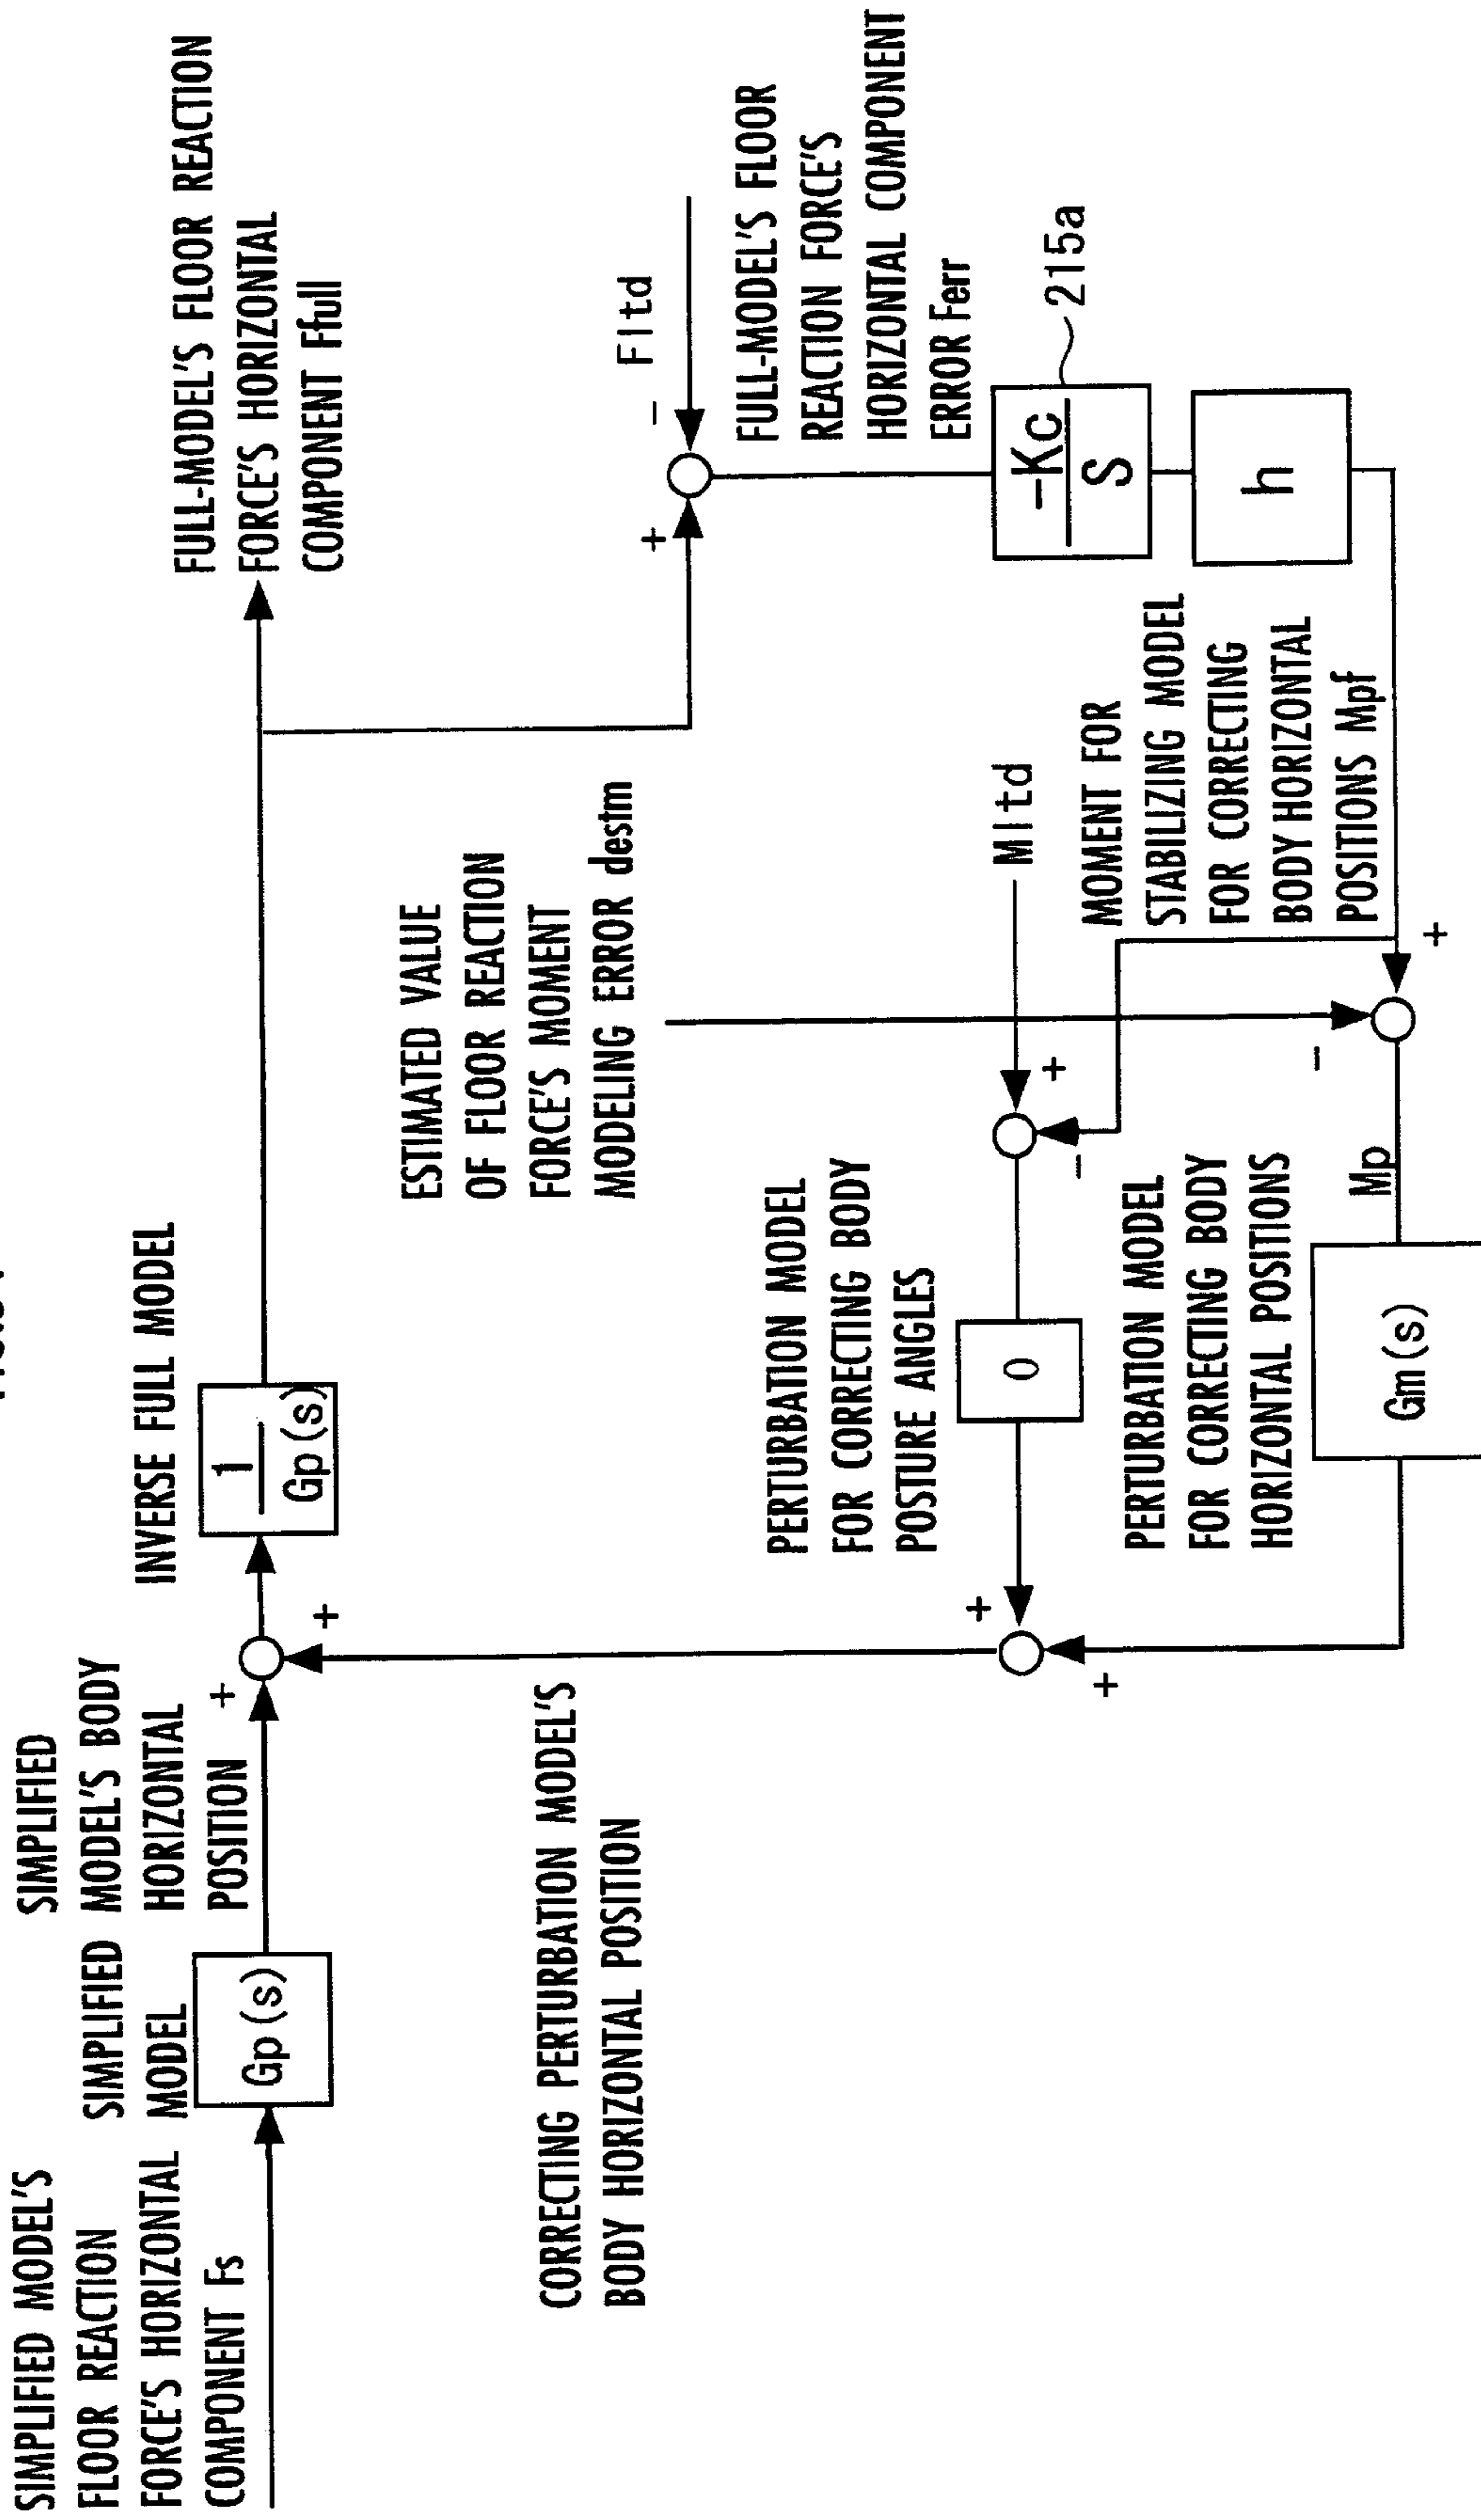 SIMPLIFIED MODEL'S
FLOOR REACTION
FORCE'S HORIZONTAL
COMPONENT Fs
SIMPLIFIED
MODEL
Gp(s)
SIMPLIFIED
MODEL'S BODY
HORIZONTAL
POSITION
+
+
INVERSE FULL MODEL
1
Gp(s)
FULL-MODEL'S FLOOR REACTION
FORCE'S HORIZONTAL
COMPONENT Ffull
CORRECTING PERTURBATION MODEL'S
BODY HORIZONTAL POSITION
ESTIMATED VALUE
OF FLOOR REACTION
FORCE'S MOMENT
MODELING ERROR destm
+
-
Fltd
FULL-MODEL'S FLOOR
REACTION FORCE'S
HORIZONTAL COMPONENT
ERROR Ferr
-Kc
S
215a
h
PERTURBATION MODEL
FOR CORRECTING BODY
POSTURE ANGLES
0
+
+
+
-
Mltd
MOMENT FOR
STABILIZING MODEL
FOR CORRECTING
BODY HORIZONTAL
POSITIONS Mpf
PERTURBATION MODEL
FOR CORRECTING BODY
HORIZONTAL POSITIONS
Gm(s)
Mp
-
+